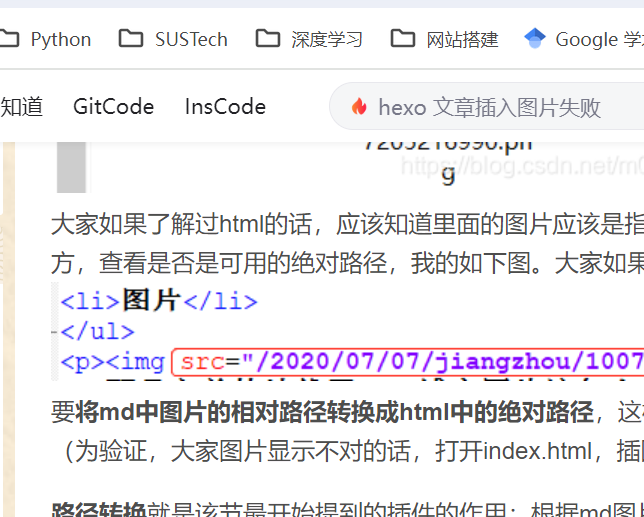 Python SUSTech 深度学习 网站搭建 Google 学
知道 GitCode InsCode hexo 文章插入图片失败
https://blog.csdn.net/m
g
大家如果了解过html的话，应该知道里面的图片应该是指
方，查看是否是可用的绝对路径，我的如下图。大家如果
<li>图片</li>
</ul>
<p><img src="/2020/07/07/jiangzhou/1007
要将md中图片的相对路径转换成html中的绝对路径，这
（为验证，大家图片显示不对的话，打开index.html，插
路径转换就是该节最开始提到的插件的作用：根据md图